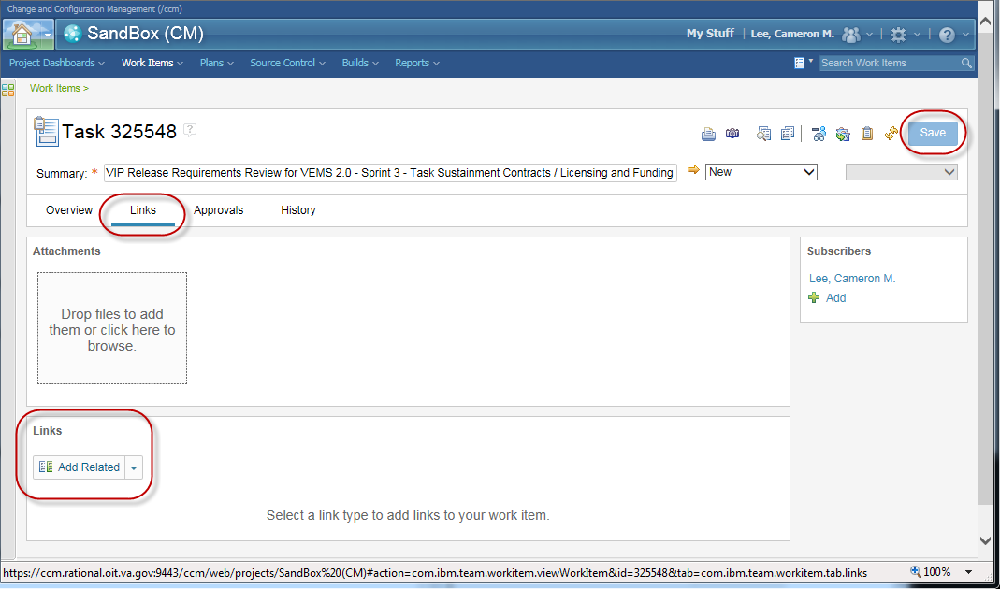 Change and Configuration Management (/ccm)
SandBox (CM)
My Stuff | Lee, Cameron M.
Project Dashboards Work Items Plans Source Control Builds Reports
Search Work Items
Work Items >
Task 325548 ?
Save
Summary: * VIP Release Requirements Review for VEMS 2.0 - Sprint 3 - Task Sustainment Contracts / Licensing and Funding
New
Overview Links Approvals History
Attachments
Drop files to add
them or click here to
browse.
Subscribers
Lee, Cameron M.
Add
Links
Add Related
Select a link type to add links to your work item.
https://ccm.rational.oit.va.gov:9443/ccm/web/projects/SandBox%20(CM)#action=com.ibm.team.workitem.viewWorkItem&id=325548&tab=com.ibm.team.workitem.tab.links
100%